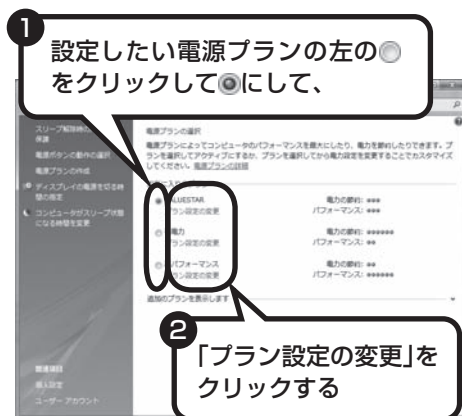 1
設定したい電源プランの左の○
をクリックして◉にして、
スリープ解除時の
保護
電源ボタンの動作の選択
電源プランの作成
ディスプレイの電源を切る時
間の指定
コンピュータがスリープ状態
になる時間を変更
関連項目
個人設定
ユーザー アカウント
電源プランの選択
電源プランによってコンピュータのパフォーマンスを最大にしたり、電力を節約したりできます。プ
ランを選択してアクティブにするか、プランを選択してから電力設定を変更することでカスタマイズ
してください。電源プランの詳細
ALUESTAR 電力の節約: ●●●
プラン設定の変更 パフォーマンス: ●●●
電力 電力の節約: ●●●●●●
プラン設定の変更 パフォーマンス: ●●
パフォーマンス 電力の節約: ●●
プラン設定の変更 パフォーマンス: ●●●●●●
追加のプランを表示します
2
「プラン設定の変更」を
クリックする